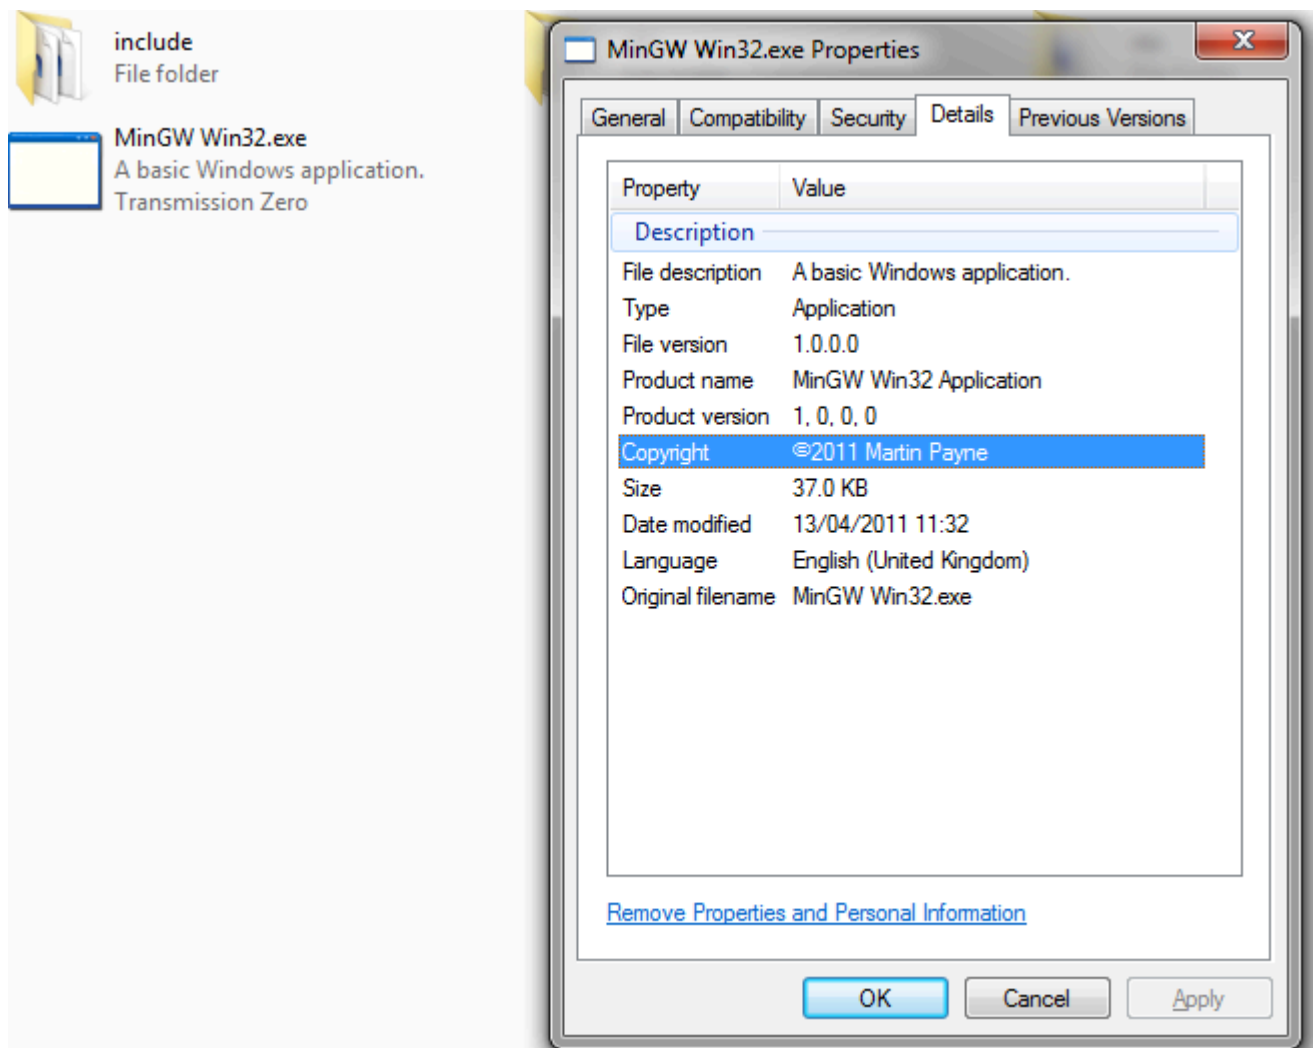 include
File folder
MinGW Win32.exe
A basic Windows application.
Transmission Zero
MinGW Win32.exe Properties
General Compatibility Security Details Previous Versions
Property Value
Description
File description A basic Windows application.
Type Application
File version 1.0.0.0
Product name MinGW Win32 Application
Product version 1, 0, 0, 0
Copyright ©2011 Martin Payne
Size 37.0 KB
Date modified 13/04/2011 11:32
Language English (United Kingdom)
Original filename MinGW Win32.exe
Remove Properties and Personal Information
OK Cancel Apply